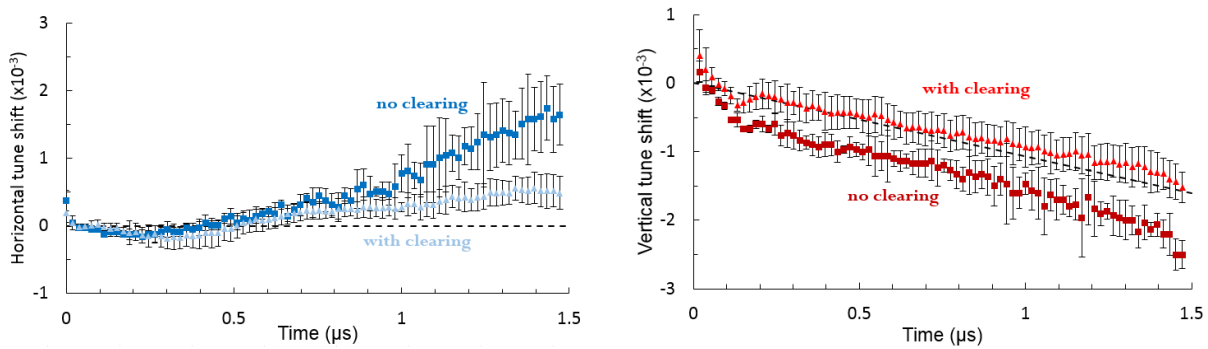 Horizontal tune shift (x10⁻³)
3
2
1
0
-1
no clearing
with clearing
0
0.5
1
1.5
Time (µs)
Vertical tune shift (x10⁻³)
1
0
-1
-2
-3
with clearing
no clearing
0
0.5
1
1.5
Time (µs)